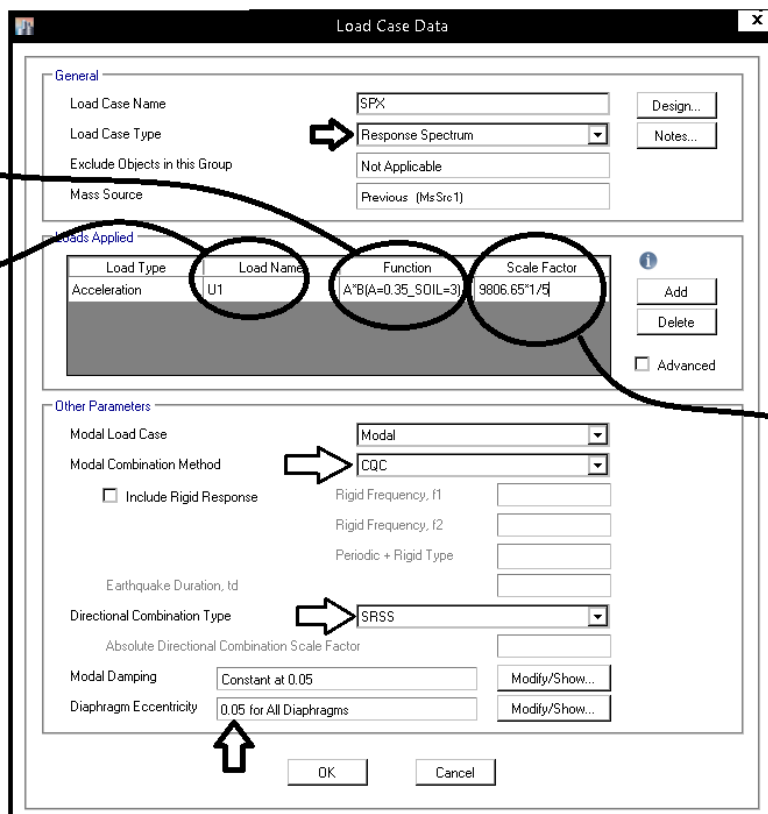 Load Case Data
x
General
Load Case Name
SPX
Design...
Load Case Type
Response Spectrum
Notes...
Exclude Objects in this Group
Not Applicable
Mass Source
Previous (MsSrc1)
Loads Applied
Load Type Load Name Function Scale Factor
Acceleration U1 A*B(A=0.35_SOIL=3) 9806.65*1/5
i
Add
Delete
Advanced
Other Parameters
Modal Load Case
Modal
Modal Combination Method
CQC
Include Rigid Response
Rigid Frequency, f1
Rigid Frequency, f2
Periodic + Rigid Type
Earthquake Duration, td
Directional Combination Type
SRSS
Absolute Directional Combination Scale Factor
Modal Damping
Constant at 0.05
Modify/Show...
Diaphragm Eccentricity
0.05 for All Diaphragms
Modify/Show...
OK
Cancel